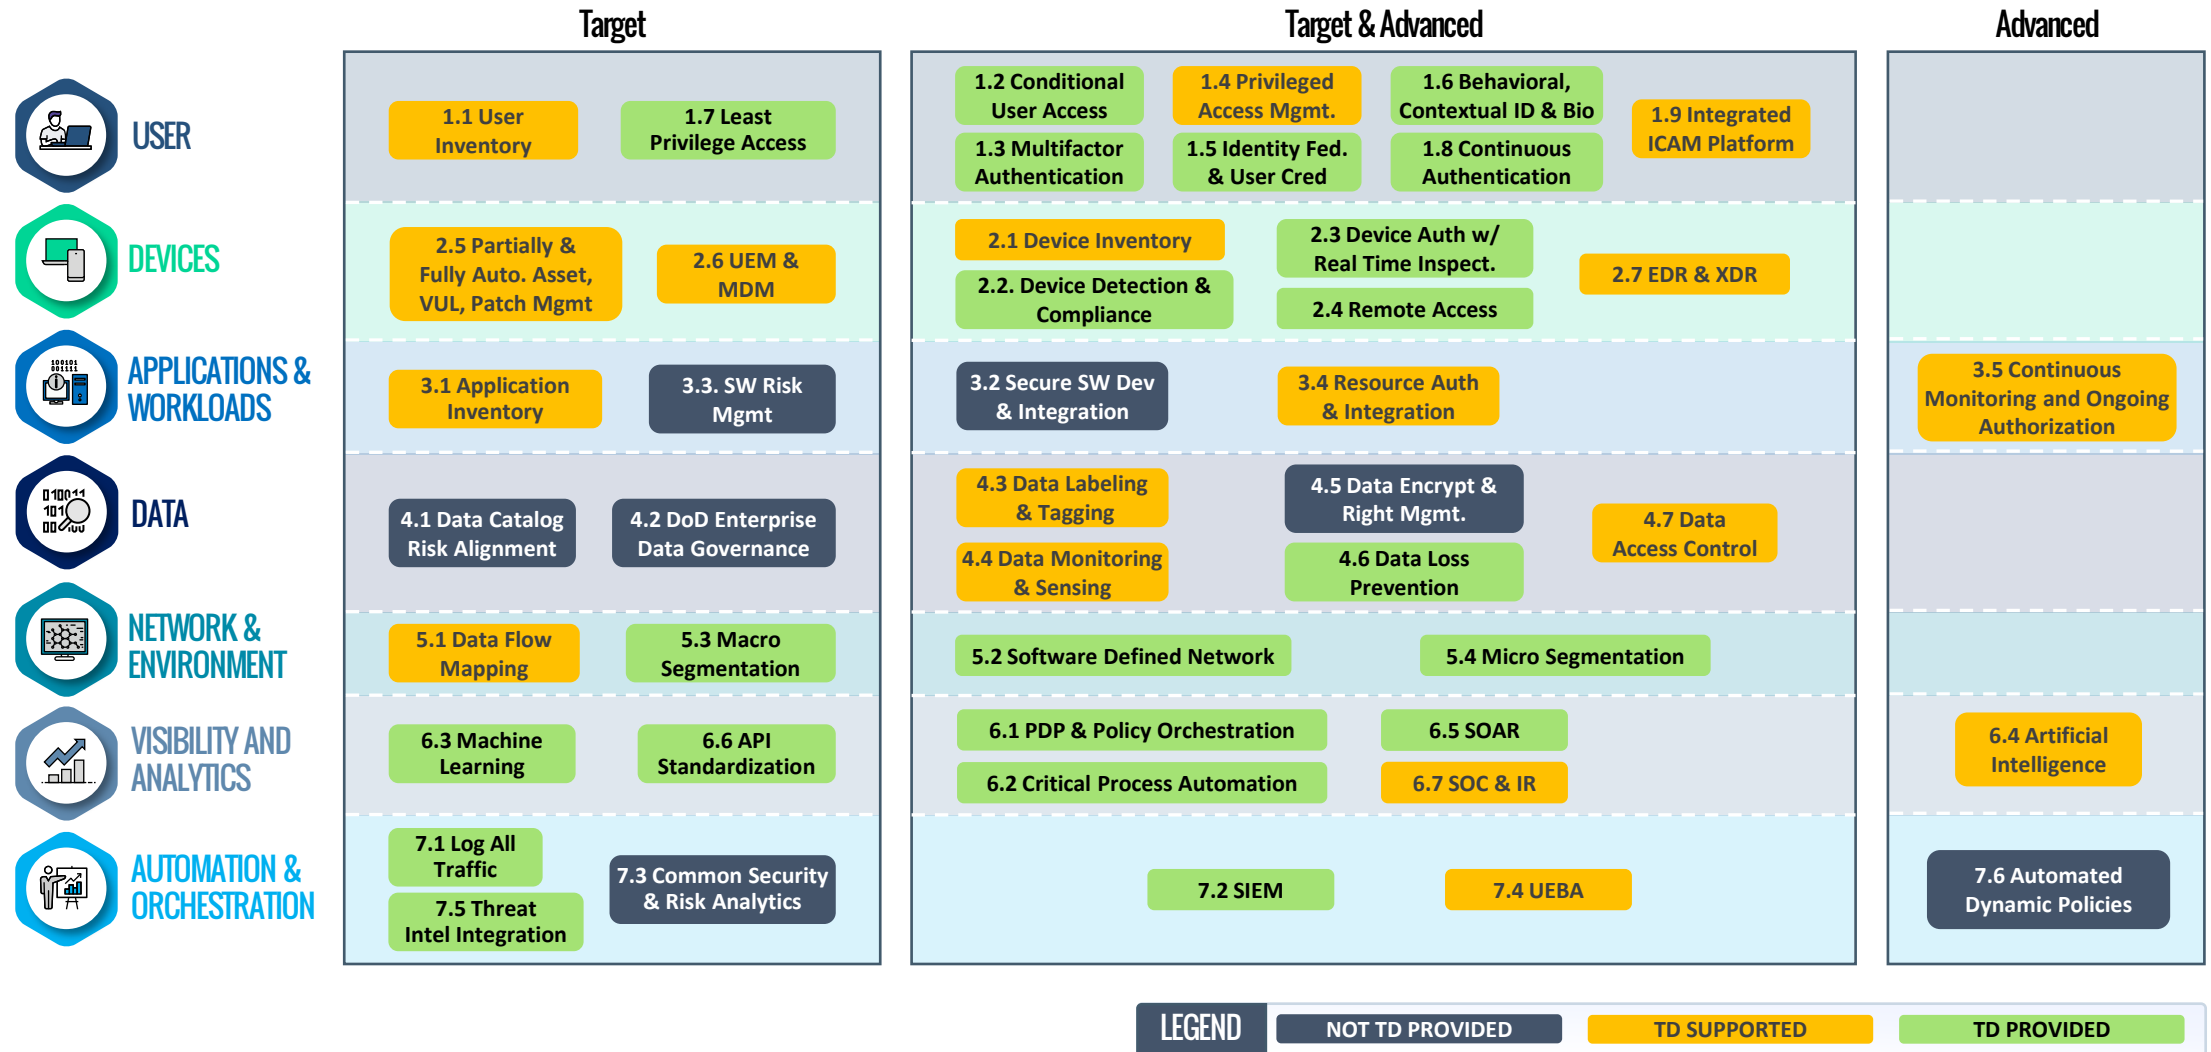 Target
Target & Advanced
Advanced
USER
1.1 User
Inventory
1.7 Least
Privilege Access
1.2 Conditional
User Access
1.4 Privileged
Access Mgmt.
1.6 Behavioral,
Contextual ID & Bio
1.9 Integrated
ICAM Platform
1.3 Multifactor
Authentication
1.5 Identity Fed.
& User Cred
1.8 Continuous
Authentication
DEVICES
2.5 Partially &
Fully Auto. Asset,
VUL, Patch Mgmt
2.6 UEM &
MDM
2.1 Device Inventory
2.3 Device Auth w/
Real Time Inspect.
2.7 EDR & XDR
2.2. Device Detection &
Compliance
2.4 Remote Access
APPLICATIONS &
WORKLOADS
100101
001111
3.1 Application
Inventory
3.3. SW Risk
Mgmt
3.2 Secure SW Dev
& Integration
3.4 Resource Auth
& Integration
3.5 Continuous
Monitoring and Ongoing
Authorization
DATA
4.1 Data Catalog
Risk Alignment
4.2 DoD Enterprise
Data Governance
4.3 Data Labeling
& Tagging
4.5 Data Encrypt &
Right Mgmt.
4.7 Data
Access Control
4.4 Data Monitoring
& Sensing
4.6 Data Loss
Prevention
NETWORK &
ENVIRONMENT
5.1 Data Flow
Mapping
5.3 Macro
Segmentation
5.2 Software Defined Network
5.4 Micro Segmentation
VISIBILITY AND
ANALYTICS
6.3 Machine
Learning
6.6 API
Standardization
6.1 PDP & Policy Orchestration
6.5 SOAR
6.2 Critical Process Automation
6.7 SOC & IR
6.4 Artificial
Intelligence
AUTOMATION &
ORCHESTRATION
7.1 Log All
Traffic
7.3 Common Security
& Risk Analytics
7.5 Threat
Intel Integration
7.2 SIEM
7.4 UEBA
7.6 Automated
Dynamic Policies
LEGEND
NOT TD PROVIDED
TD SUPPORTED
TD PROVIDED